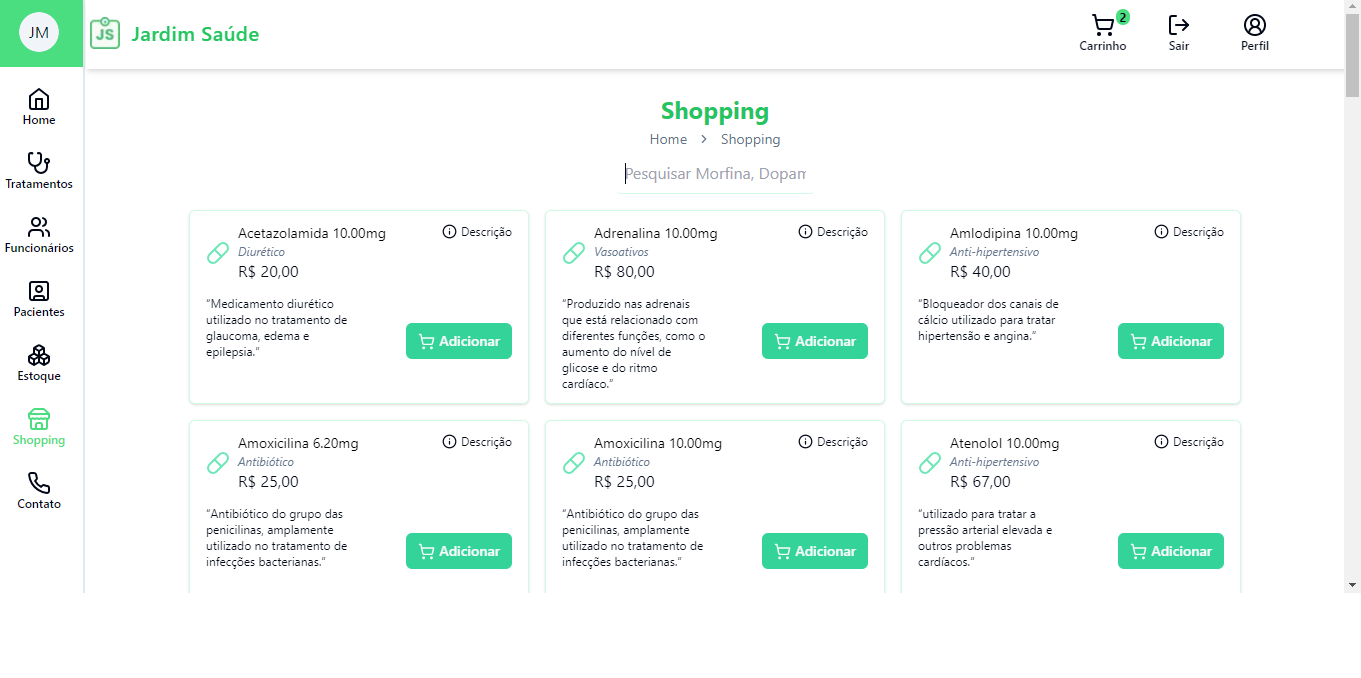 JM
JS
Jardim Saúde
2
Carrinho
Sair
Perfil
Home
Tratamentos
Funcionários
Pacientes
Estoque
Shopping
Contato
Shopping
Home > Shopping
Pesquisar Morfina, Dopam
Acetazolamida 10.00mg
Descrição
Diurético
R$ 20,00
“Medicamento diurético
utilizado no tratamento de
glaucoma, edema e
epilepsia.”
Adicionar
Adrenalina 10.00mg
Descrição
Vasoativos
R$ 80,00
“Produzido nas adrenais
que está relacionado com
diferentes funções, como o
aumento do nível de
glicose e do ritmo
cardíaco.”
Adicionar
Amlodipina 10.00mg
Descrição
Anti-hipertensivo
R$ 40,00
“Bloqueador dos canais de
cálcio utilizado para tratar
hipertensão e angina.”
Adicionar
Amoxicilina 6.20mg
Descrição
Antibiótico
R$ 25,00
“Antibiótico do grupo das
penicilinas, amplamente
utilizado no tratamento de
infecções bacterianas.”
Adicionar
Amoxicilina 10.00mg
Descrição
Antibiótico
R$ 25,00
“Antibiótico do grupo das
penicilinas, amplamente
utilizado no tratamento de
infecções bacterianas.”
Adicionar
Atenolol 10.00mg
Descrição
Anti-hipertensivo
R$ 67,00
“utilizado para tratar a
pressão arterial elevada e
outros problemas
cardíacos.”
Adicionar